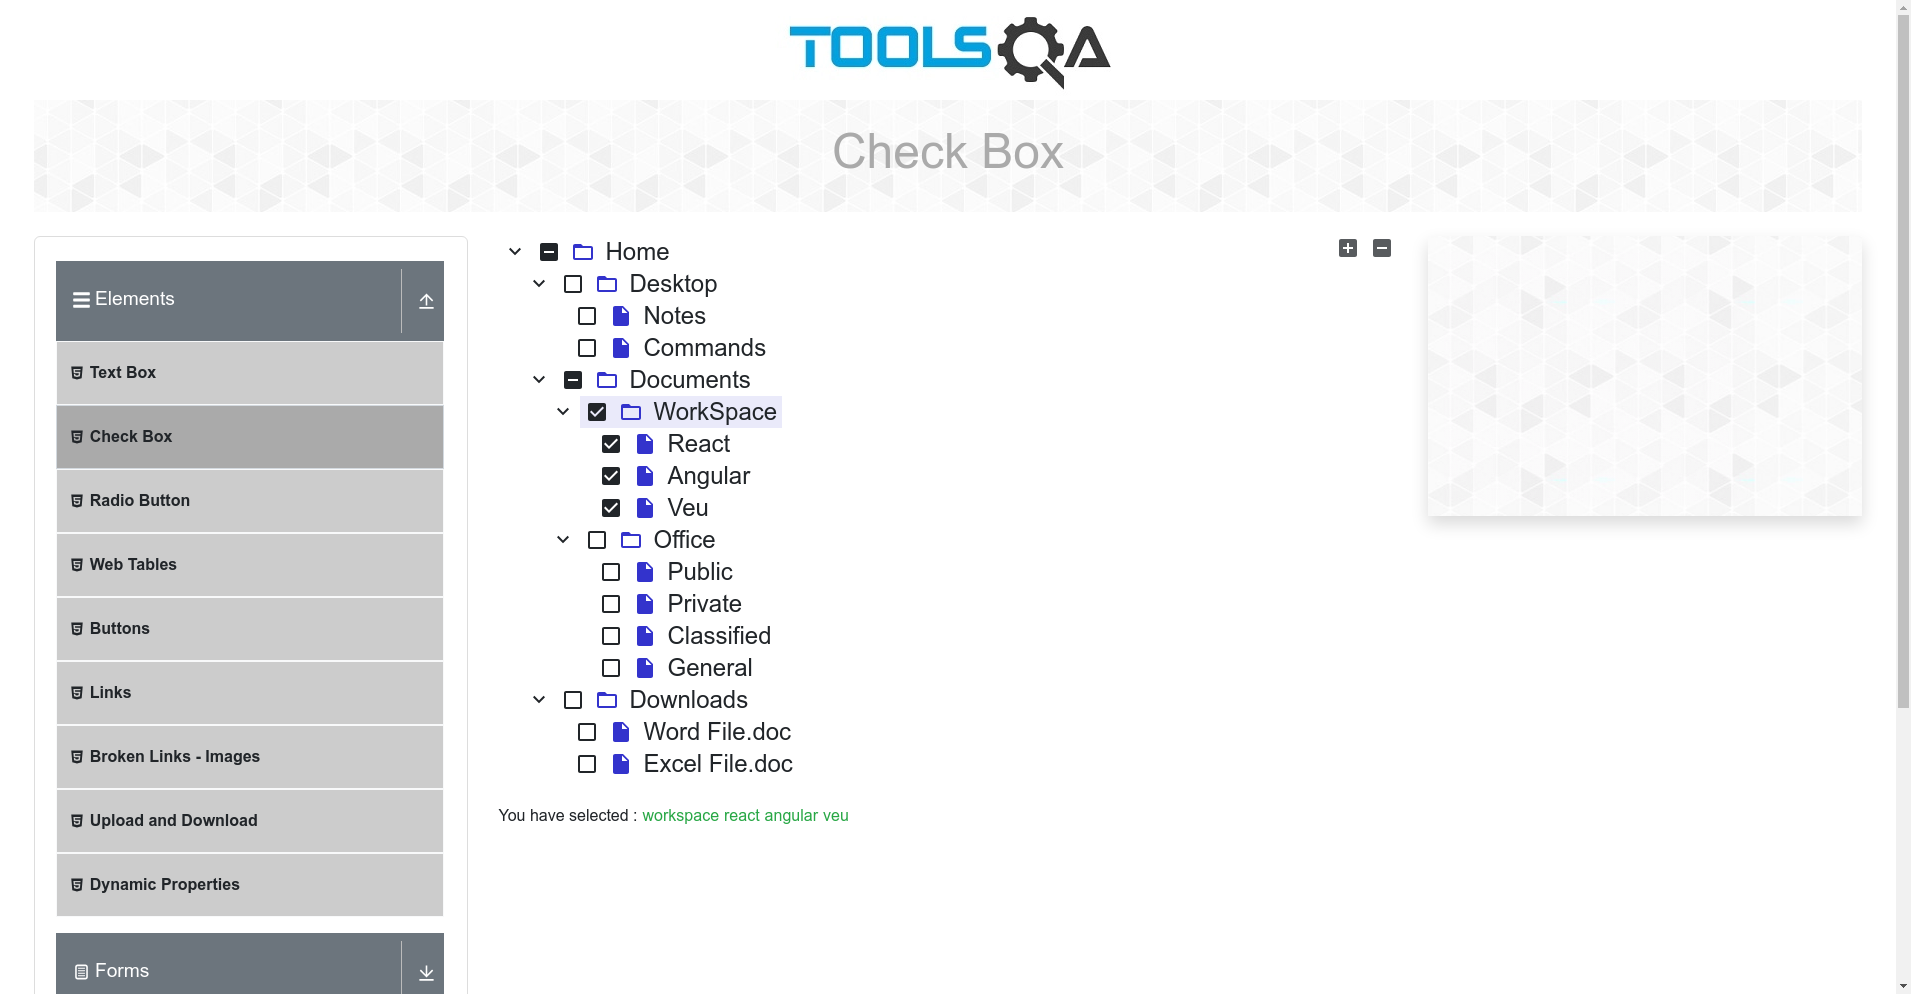 TOOLSQA
Check Box
Elements
Text Box
Check Box
Radio Button
Web Tables
Buttons
Links
Broken Links - Images
Upload and Download
Dynamic Properties
Forms
Home
Desktop
Notes
Commands
Documents
WorkSpace
React
Angular
Veu
Office
Public
Private
Classified
General
Downloads
Word File.doc
Excel File.doc
You have selected : workspace react angular veu